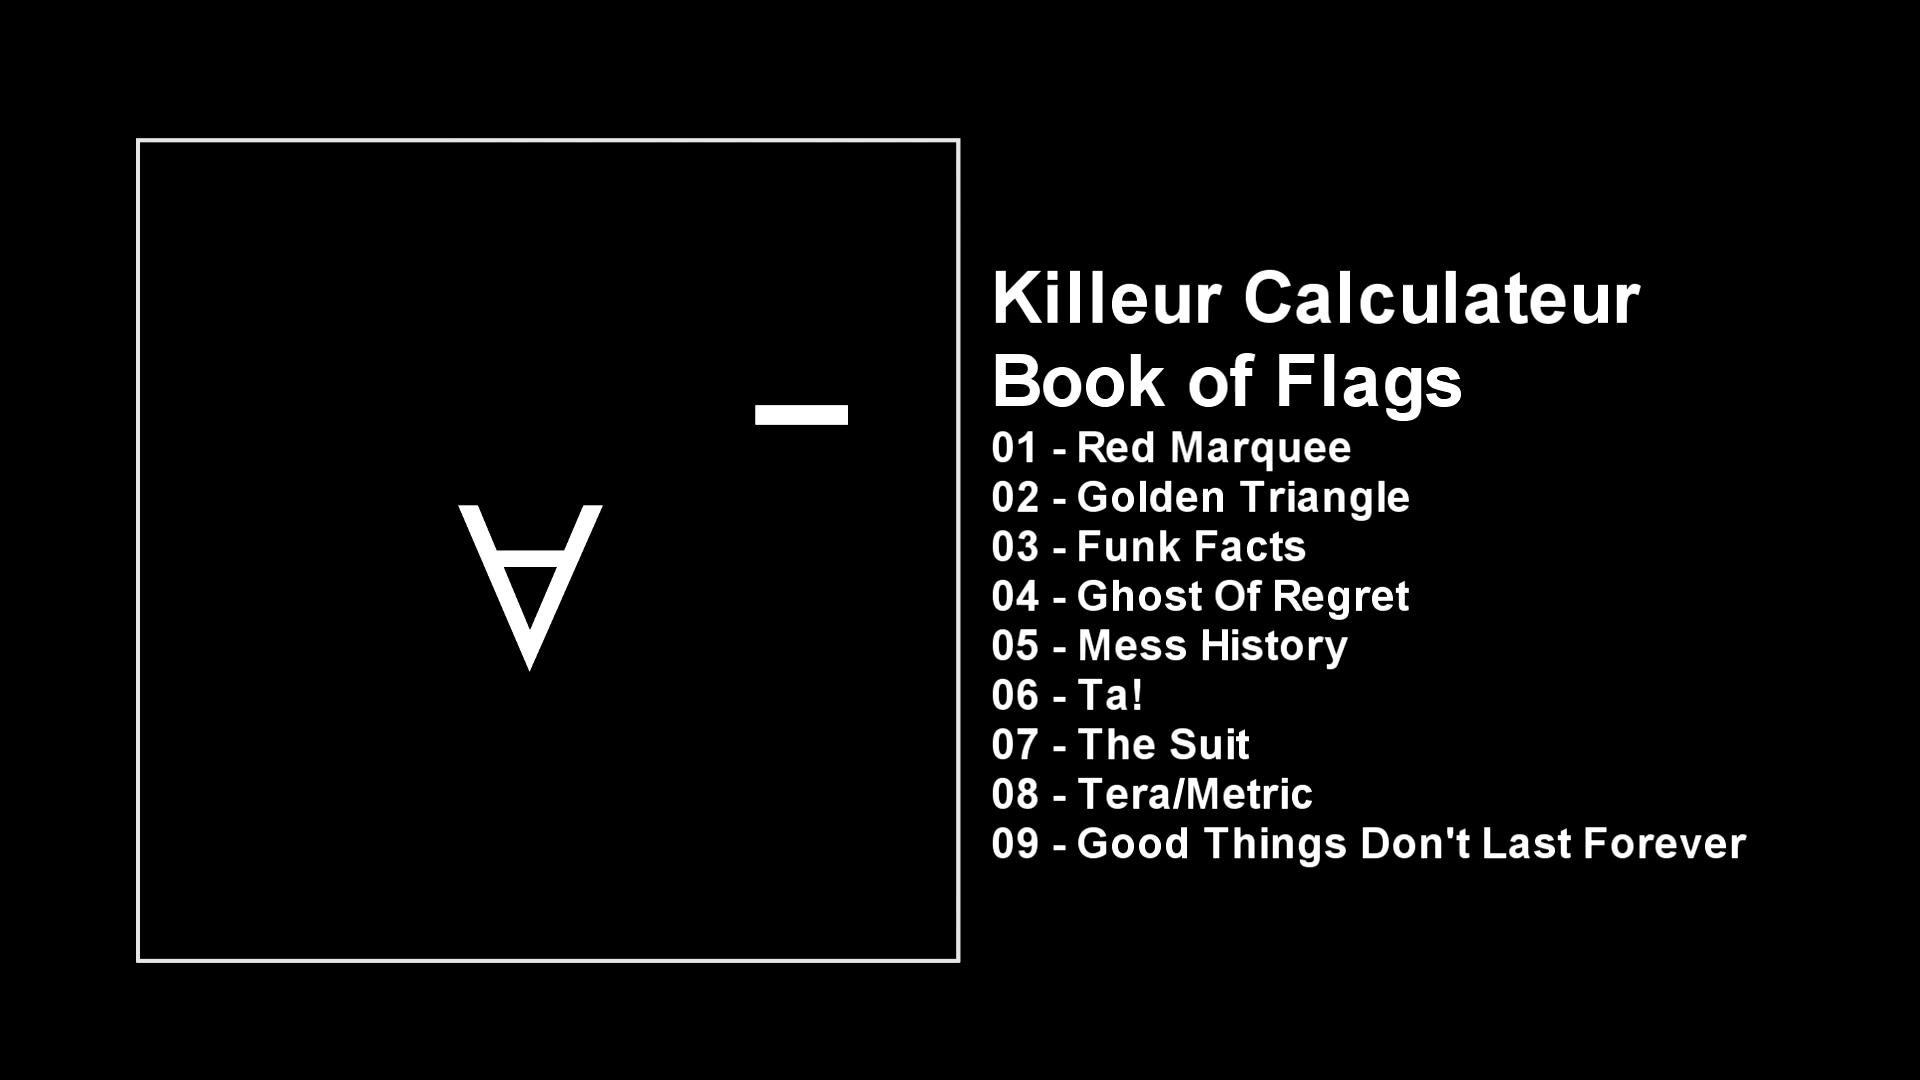 ∀ –
Killeur Calculateur
Book of Flags
01 - Red Marquee
02 - Golden Triangle
03 - Funk Facts
04 - Ghost Of Regret
05 - Mess History
06 - Ta!
07 - The Suit
08 - Tera/Metric
09 - Good Things Don't Last Forever